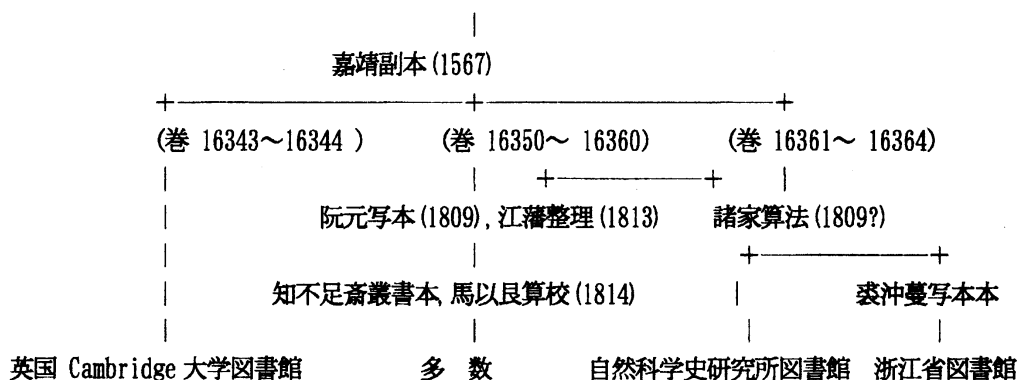 嘉靖副本(1567)
(巻 16343～16344 ) (巻 16350～ 16360) (巻 16361～ 16364)
阮元写本(1809), 江藩整理(1813) 諸家算法(1809?)
知不足斎叢書本, 馬以艮算校(1814) 裘沖蔓写本本
英国 Cambridge 大学図書館 多 数 自然科学史研究所図書館 浙江省図書館